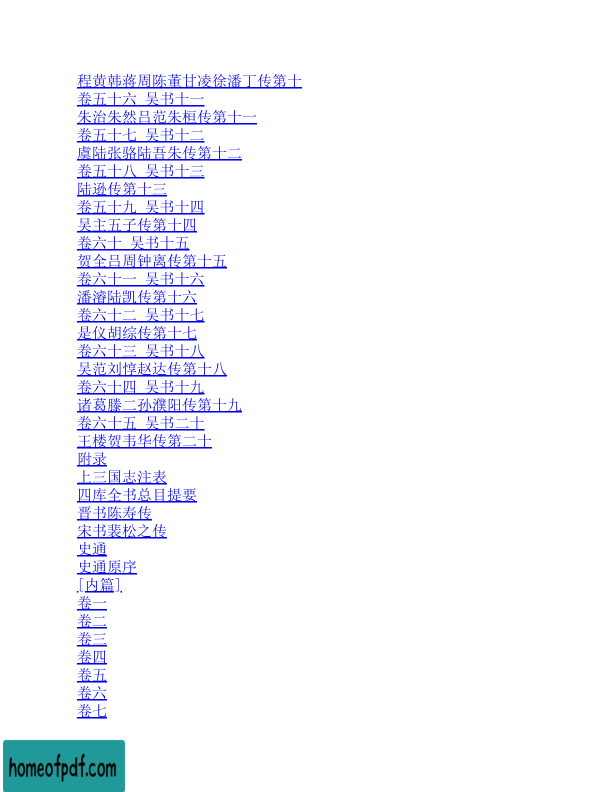 程黄韩蒋周陈董甘凌徐潘丁传第十
卷五十六 吴书十一
朱治朱然吕范朱桓传第十一
卷五十七 吴书十二
虞陆张骆陆吾朱传第十二
卷五十八 吴书十三
陆逊传第十三
卷五十九 吴书十四
吴主五子传第十四
卷六十 吴书十五
贺全吕周钟离传第十五
卷六十一 吴书十六
潘濬陆凯传第十六
卷六十二 吴书十七
是仪胡综传第十七
卷六十三 吴书十八
吴范刘惇赵达传第十八
卷六十四 吴书十九
诸葛滕二孙濮阳传第十九
卷六十五 吴书二十
王楼贺韦华传第二十
附录
上三国志注表
四库全书总目提要
晋书陈寿传
宋书裴松之传
史通
史通原序
[内篇]
卷一
卷二
卷三
卷四
卷五
卷六
卷七
homeofpdf.com